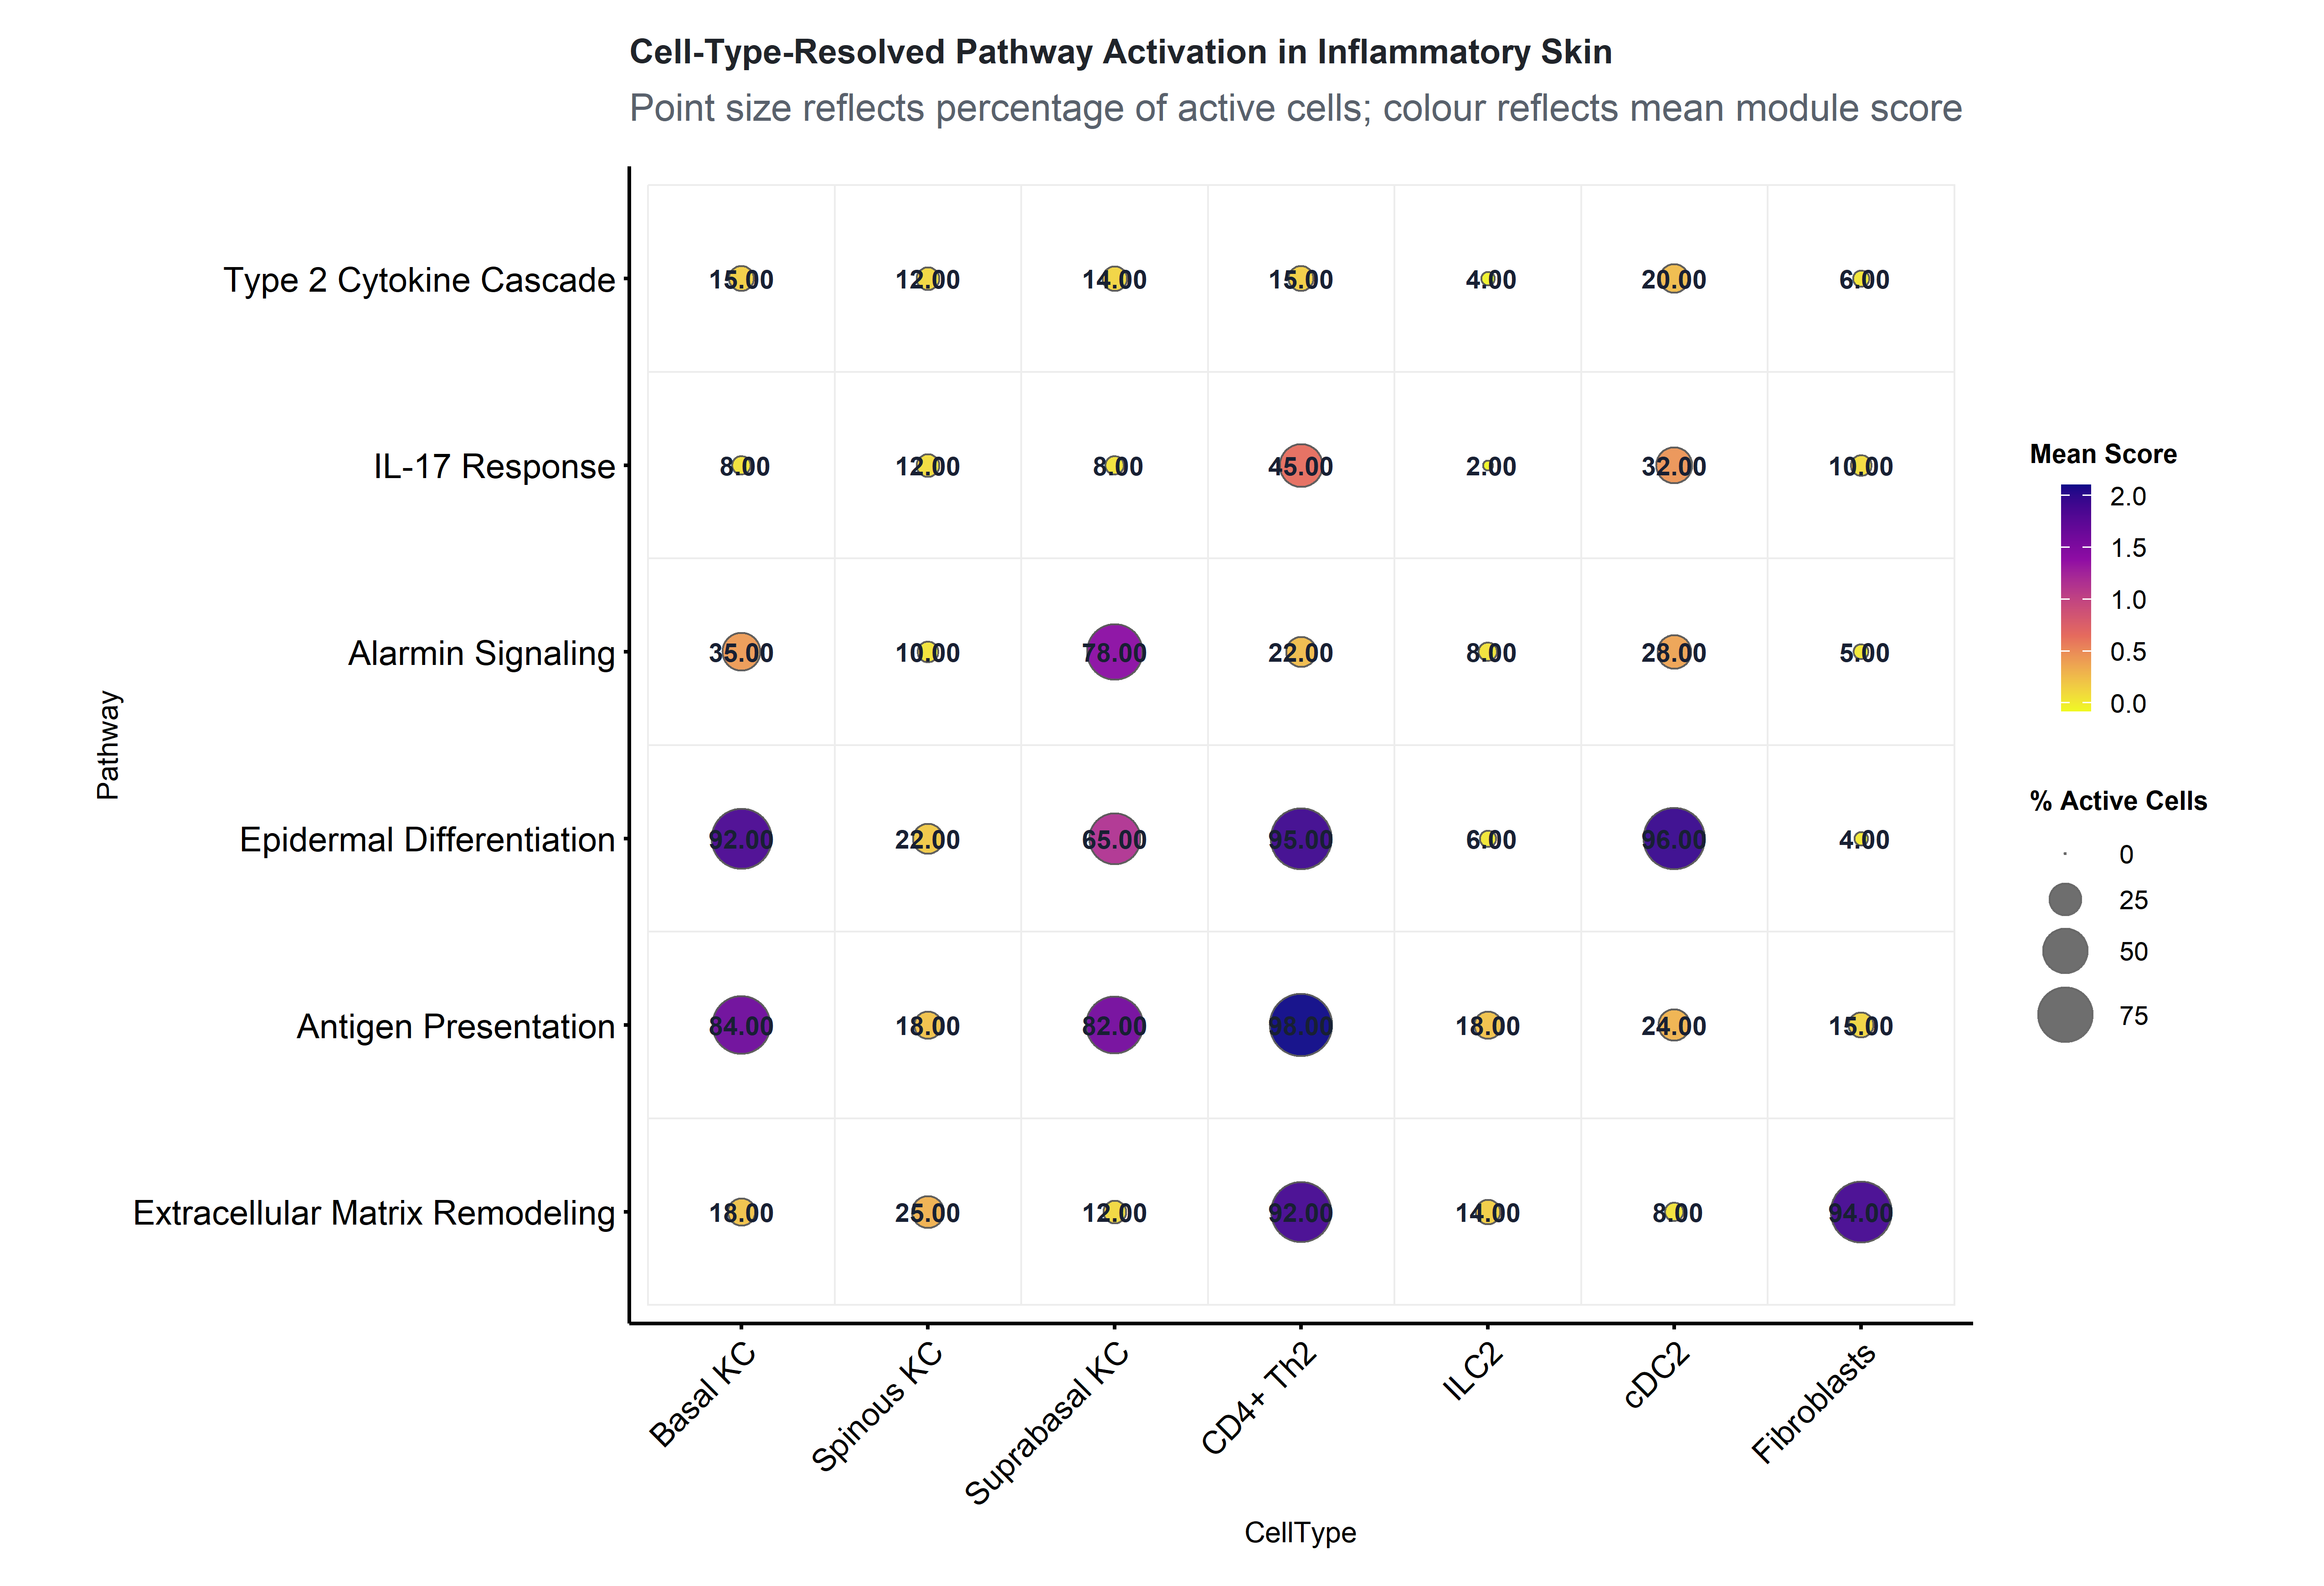 Cell-Type-Resolved Pathway Activation in Inflammatory Skin
Point size reflects percentage of active cells; colour reflects mean module score
Pathway
Type 2 Cytokine Cascade 15.00 12.00 14.00 15.00 4.00 20.00 6.00
IL-17 Response 8.00 12.00 8.00 45.00 2.00 32.00 10.00
Alarmin Signaling 35.00 10.00 78.00 22.00 8.00 28.00 5.00
Epidermal Differentiation 92.00 22.00 65.00 95.00 6.00 96.00 4.00
Antigen Presentation 84.00 18.00 82.00 98.00 18.00 24.00 15.00
Extracellular Matrix Remodeling 18.00 25.00 12.00 92.00 14.00 8.00 94.00
Basal KC
Spinous KC
Suprabasal KC
CD4+ Th2
ILC2
cDC2
Fibroblasts
CellType
Mean Score
2.0
1.5
1.0
0.5
0.0
% Active Cells
0
25
50
75